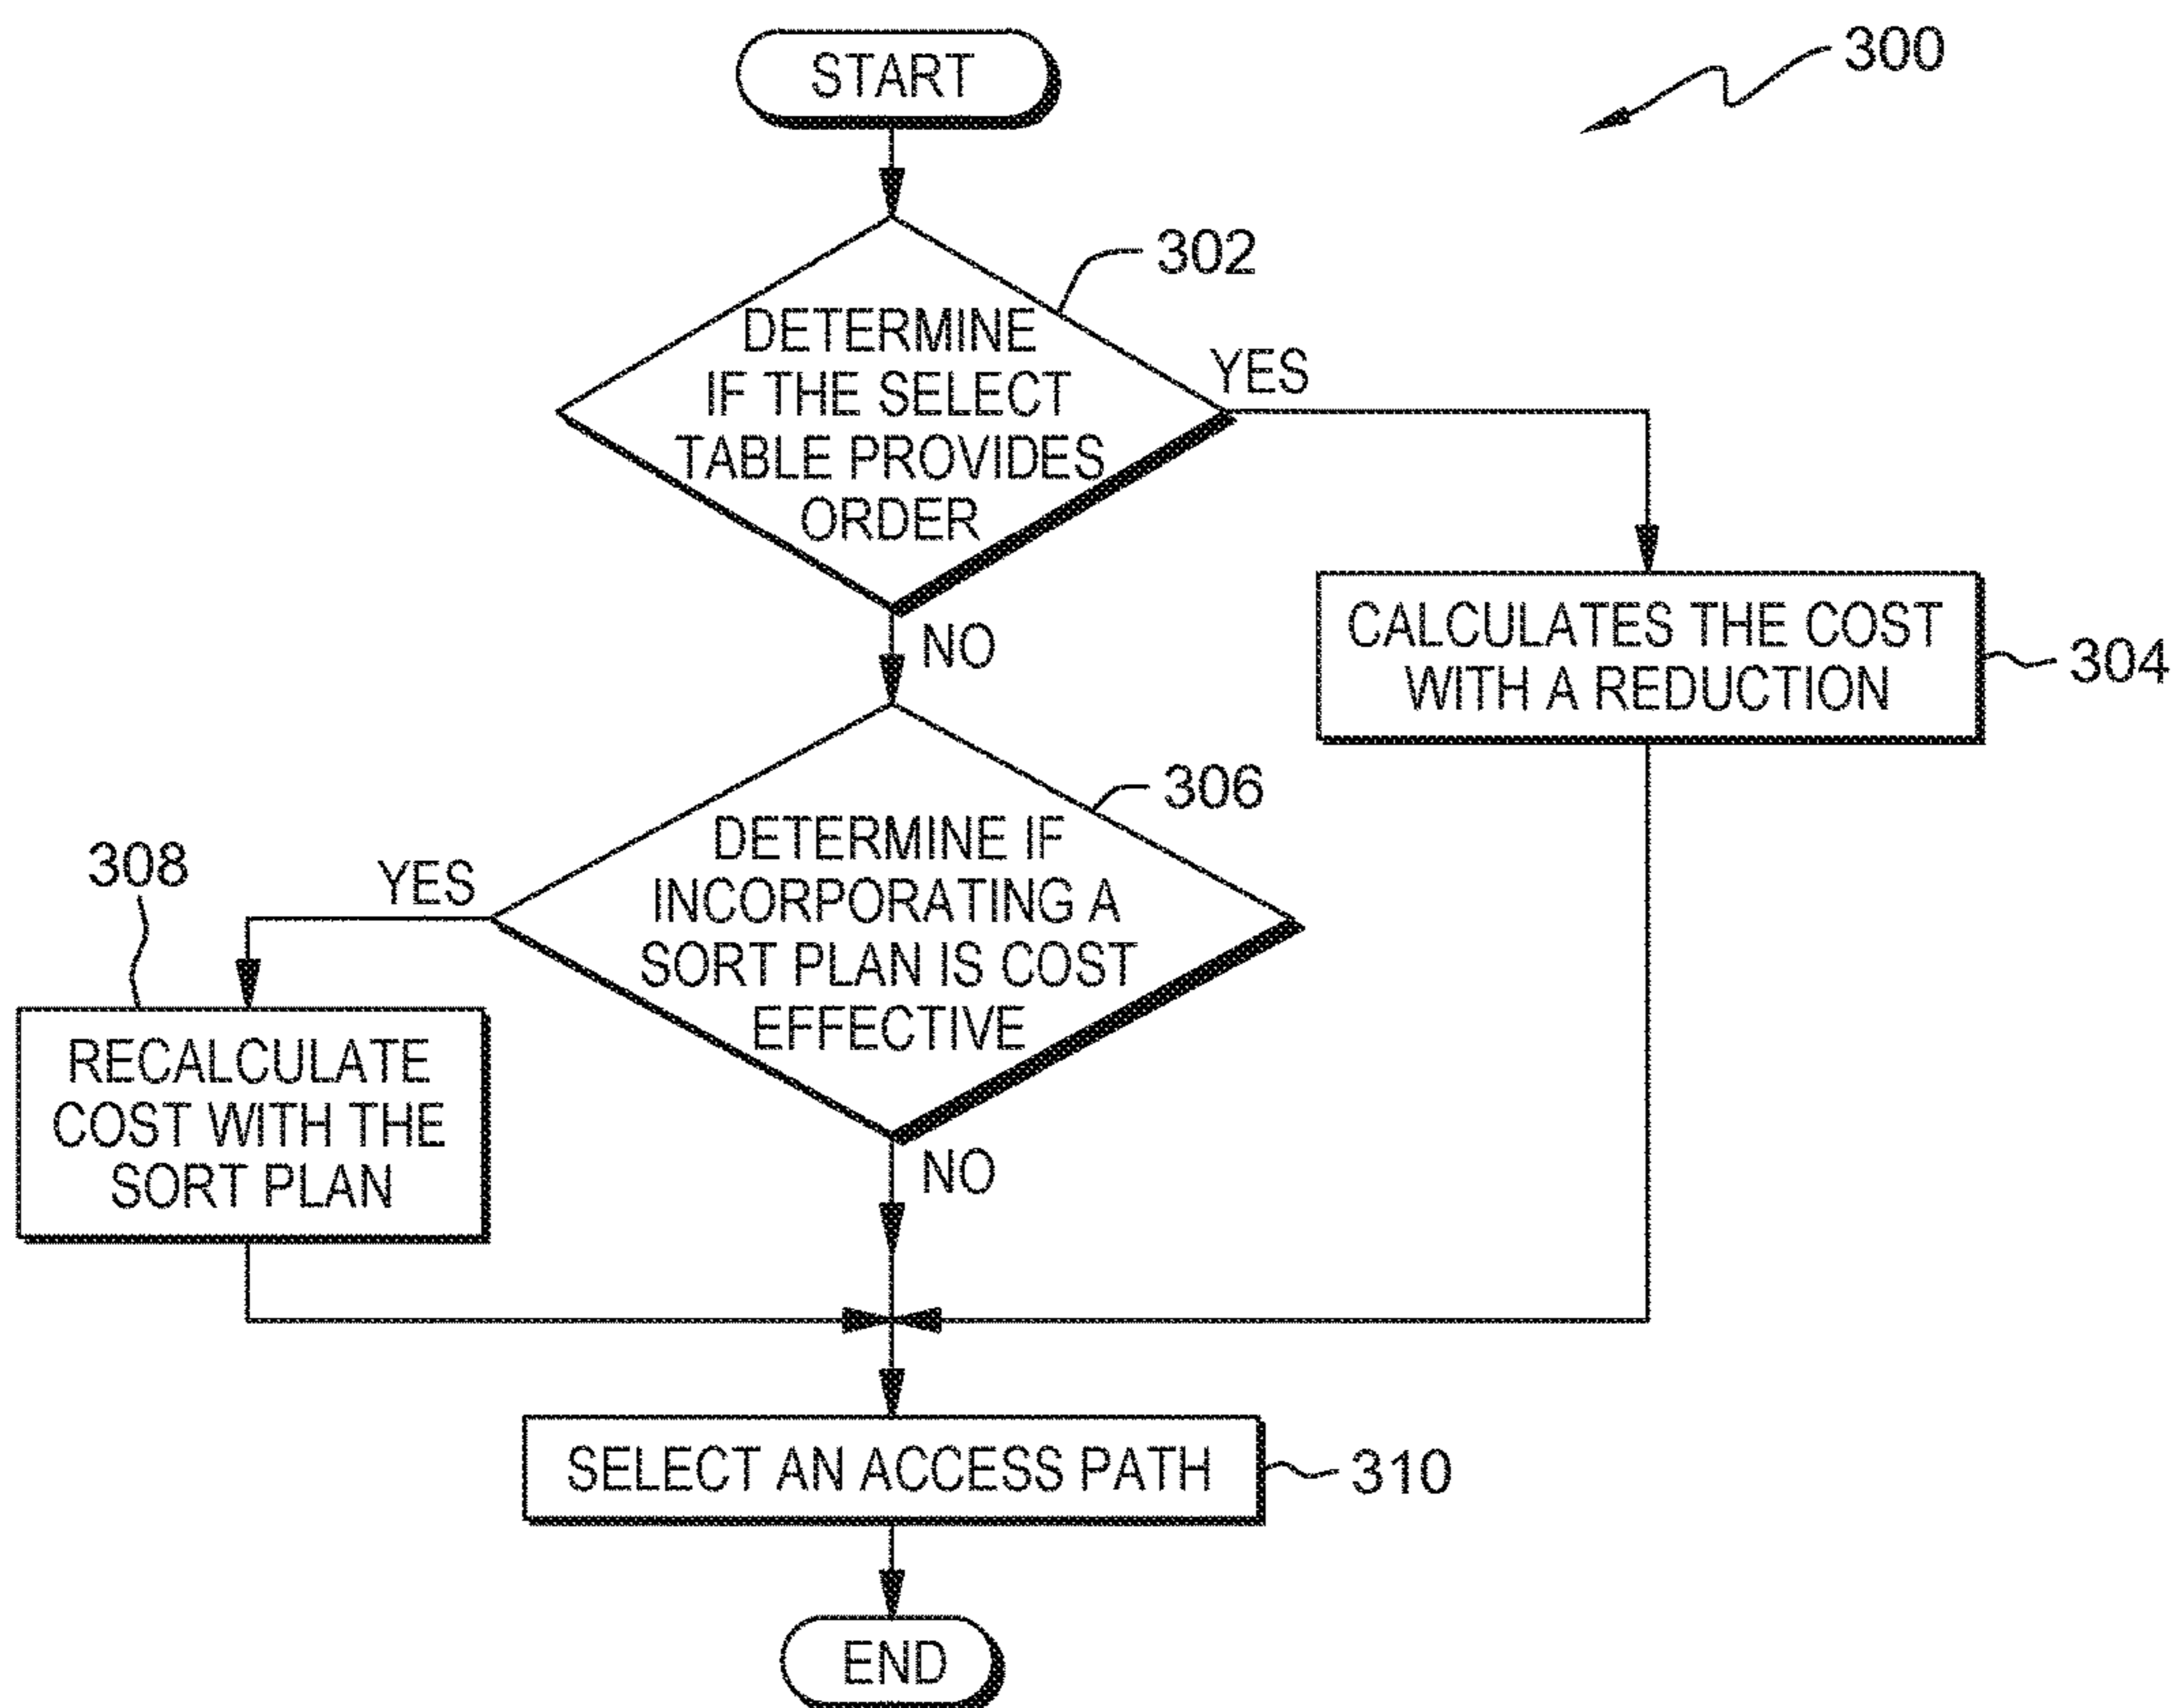 START
300
302
DETERMINE
IF THE SELECT
TABLE PROVIDES
ORDER
YES
NO
CALCULATES THE COST
WITH A REDUCTION
304
306
DETERMINE IF
INCORPORATING A
SORT PLAN IS COST
EFFECTIVE
YES
NO
308
RECALCULATE
COST WITH THE
SORT PLAN
SELECT AN ACCESS PATH
310
END